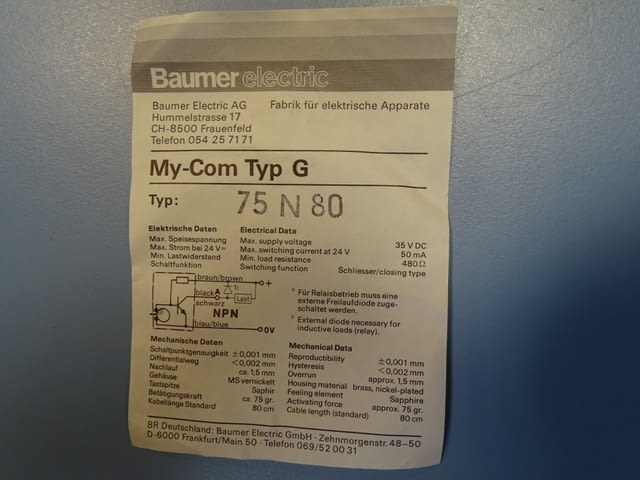 Baumer electric
Baumer Electric AG Fabrik für elektrische Apparate
Hummelstrasse 17
CH-8500 Frauenfeld
Telefon 054 25 71 71
My-Com Typ G
Typ: 75 N 80
Elektrische Daten Electrical Data
Max. Speisespannung Max. supply voltage 35 V DC
Max. Strom bei 24 V= Max. switching current at 24 V 50 mA
Min. Lastwiderstand Min. load resistance 480 Ω
Schaltfunktion Switching function Schliesser/closing type
braun/brown +
black A 1) Last
schwarz
NPN
blau/blue 0V
1) Für Relaisbetrieb muss eine
externe Freilaufdiode zuge-
schaltet werden.
1) External diode necessary for
inductive loads (relay).
Mechanische Daten Mechanical Data
Schaltpunktgenauigkeit ±0,001 mm Reproducibility ±0,001 mm
Differentialweg <0,002 mm Hysteresis <0,002 mm
Nachlauf ca. 1,5 mm Overrun approx. 1,5 mm
Gehäuse MS vernickelt Housing material brass, nickel-plated
Tastspitze Saphir Feeling element Sapphire
Betätigungskraft ca. 75 gr. Activating force approx. 75 gr.
Kabellänge Standard 80 cm Cable length (standard) 80 cm
BR Deutschland: Baumer Electric GmbH · Zehnmorgenstr. 48–50
D-6000 Frankfurt/Main 50 · Telefon 069/52 00 31